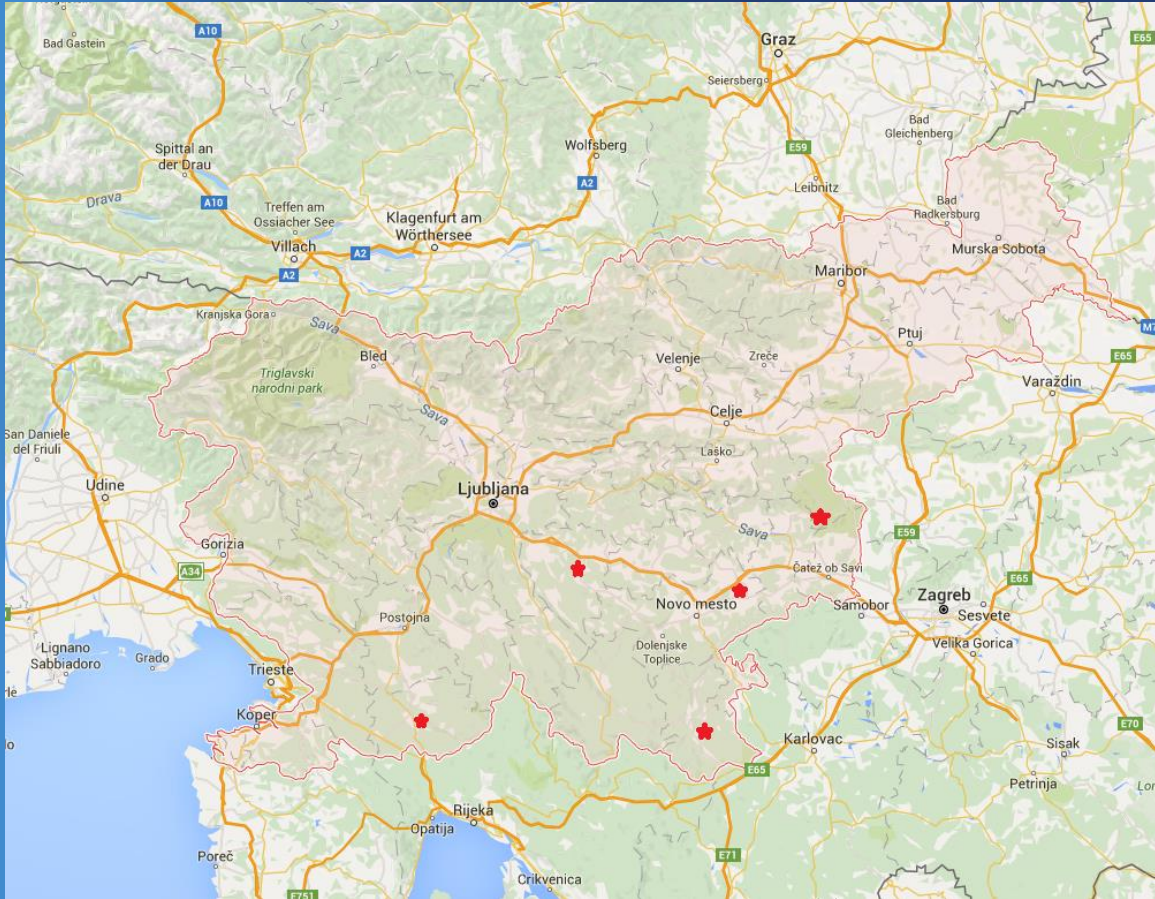 A10
Bad Gastein
Graz
E65
Seiersberg
Bad
Gleichenberg
Wolfsberg
E59
Spittal an
der Drau
A2
Leibnitz
Drava
A10
Treffen am
Ossiacher See
Klagenfurt am
Wörthersee
Bad
Radkersburg
Villach
A2
A2
Murska Sobota
Maribor
Kranjska Gora
Sava
Ptuj
Bled
Velenje
Zreče
E65
Triglavski
narodni park
Varaždin
Sava
Celje
San Daniele
del Friuli
Laško
Udine
Ljubljana
Sava
E59
Gorizia
A34
Čatež ob Savi
E65
Novo mesto
Samobor
Zagreb
Sesvete
Postojna
Lignano
Sabbiadoro
Grado
Dolenjske
Toplice
Velika Gorica
Trieste
Koper
E70
Karlovac
Sisak
E65
Petrinja
Rijeka
Opatija
Poreč
E71
Crikvenica
E751